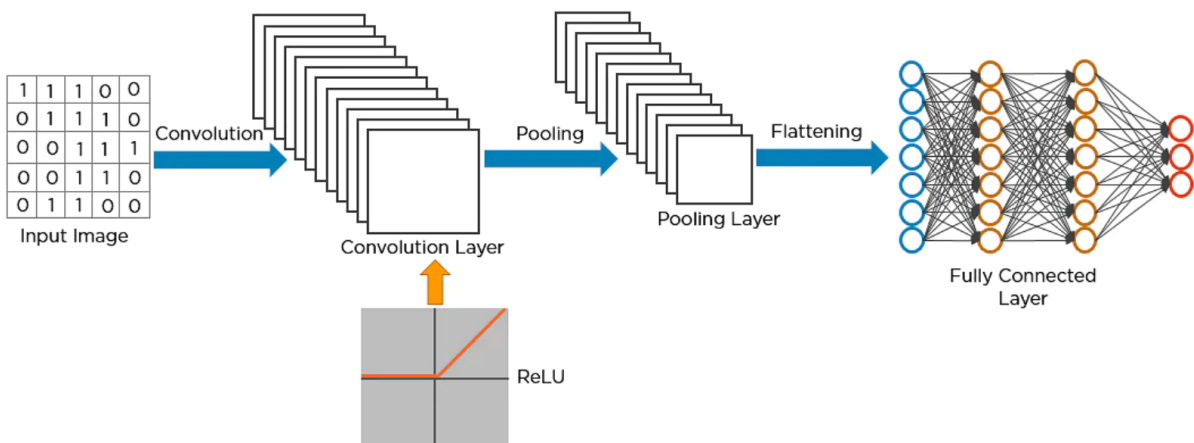 1 1 1 0 0
0 1 1 1 0
0 0 1 1 1
0 0 1 1 0
0 1 1 0 0
Input Image
Convolution
Convolution Layer
ReLU
Pooling
Pooling Layer
Flattening
Fully Connected
Layer